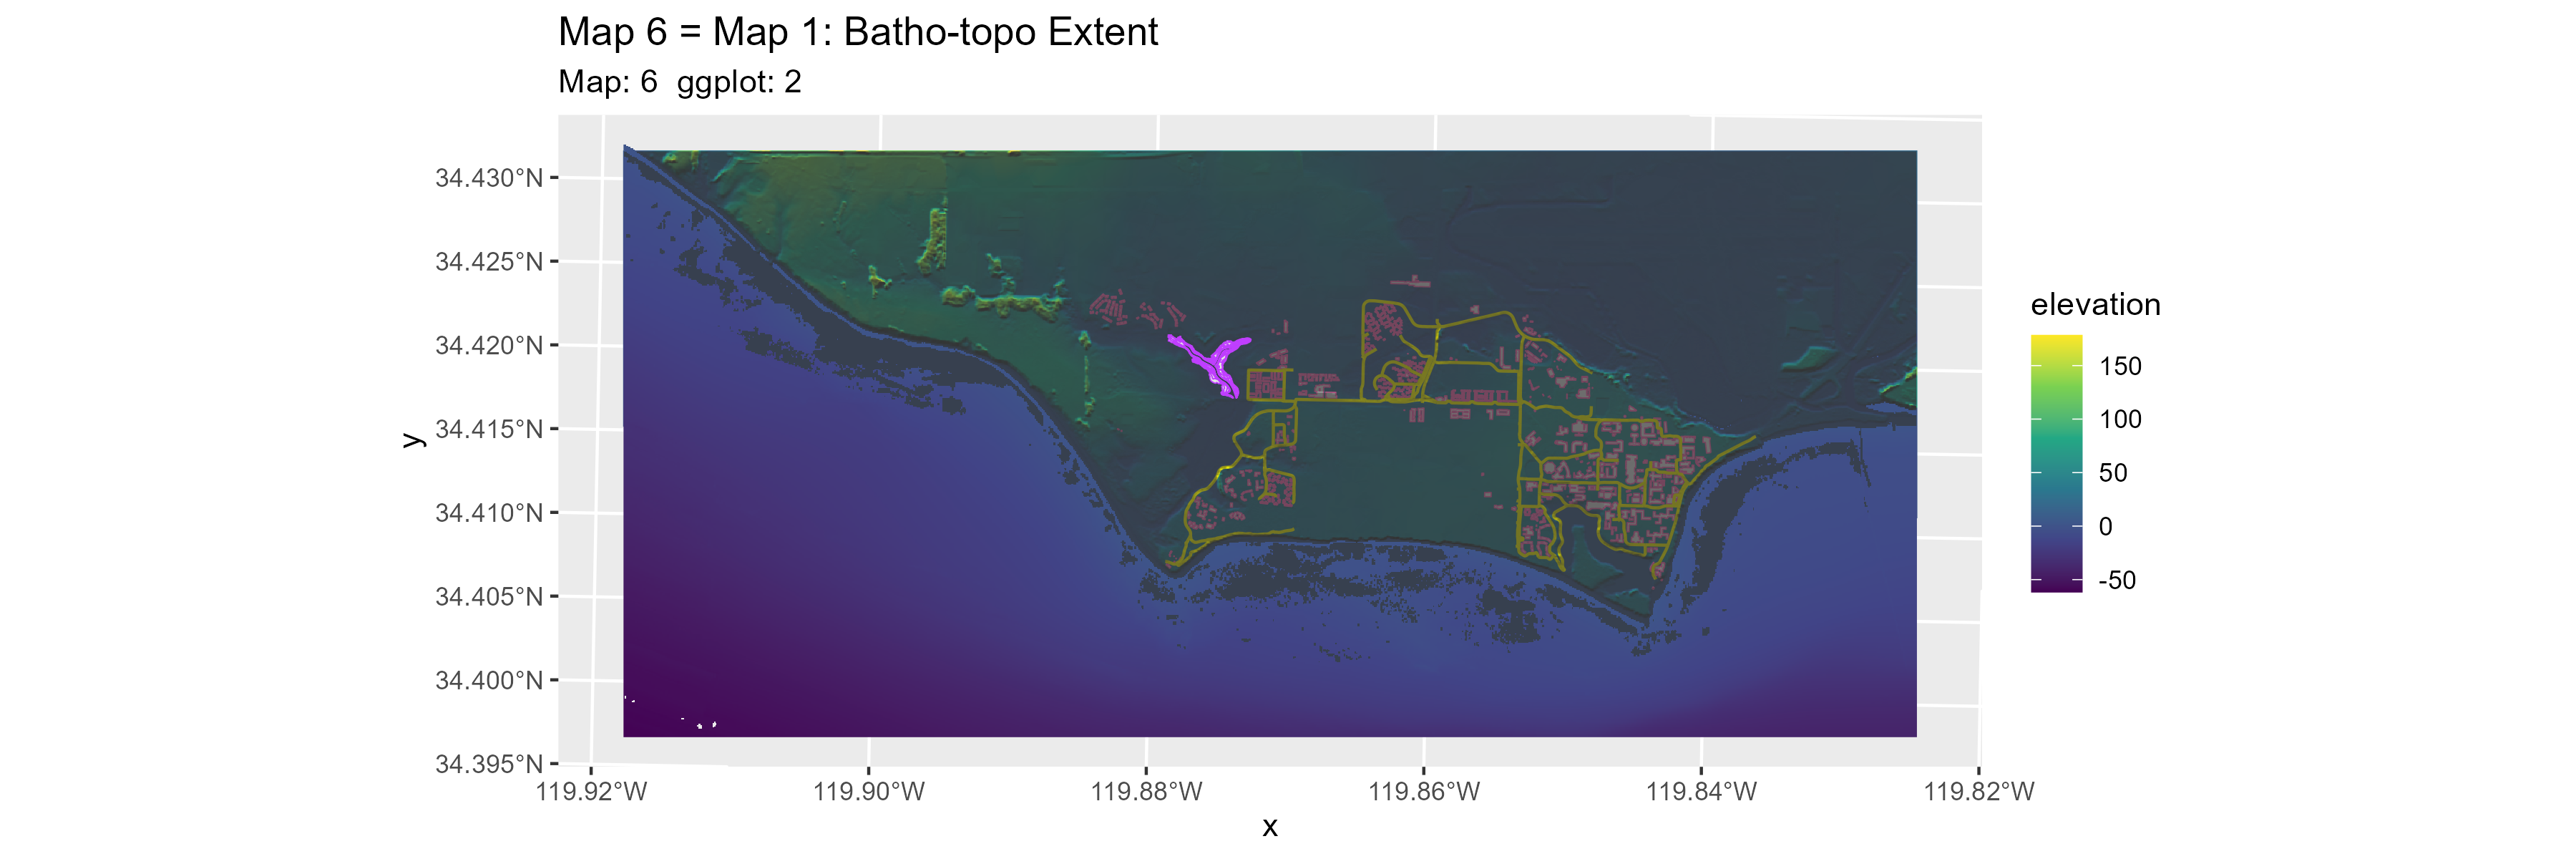 Map 6 = Map 1: Batho-topo Extent
Map: 6  ggplot: 2
34.430°N
34.425°N
34.420°N
34.415°N
34.410°N
34.405°N
34.400°N
34.395°N
y
119.92°W
119.90°W
119.88°W
119.86°W
119.84°W
119.82°W
x
elevation
150
100
50
0
-50